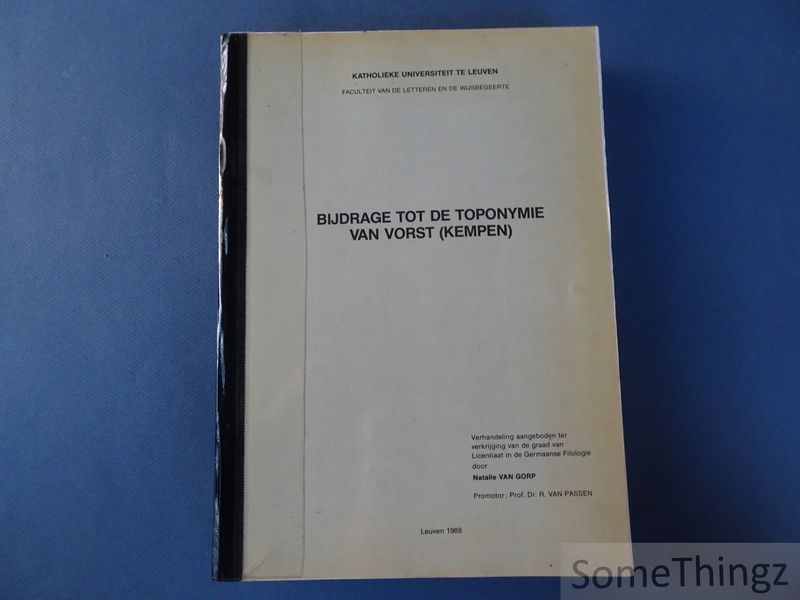 KATHOLIEKE UNIVERSITEIT TE LEUVEN
FACULTEIT VAN DE LETTEREN EN DE WIJSBEGEERTE
BIJDRAGE TOT DE TOPONYMIE
VAN VORST (KEMPEN)
Verhandeling aangeboden ter
verkrijging van de graad van
Licentiaat in de Germaanse Filologie
door
Natalie VAN GORP
Promotor: Prof. Dr. R. VAN PASSEN
Leuven 1988
SomeThingz